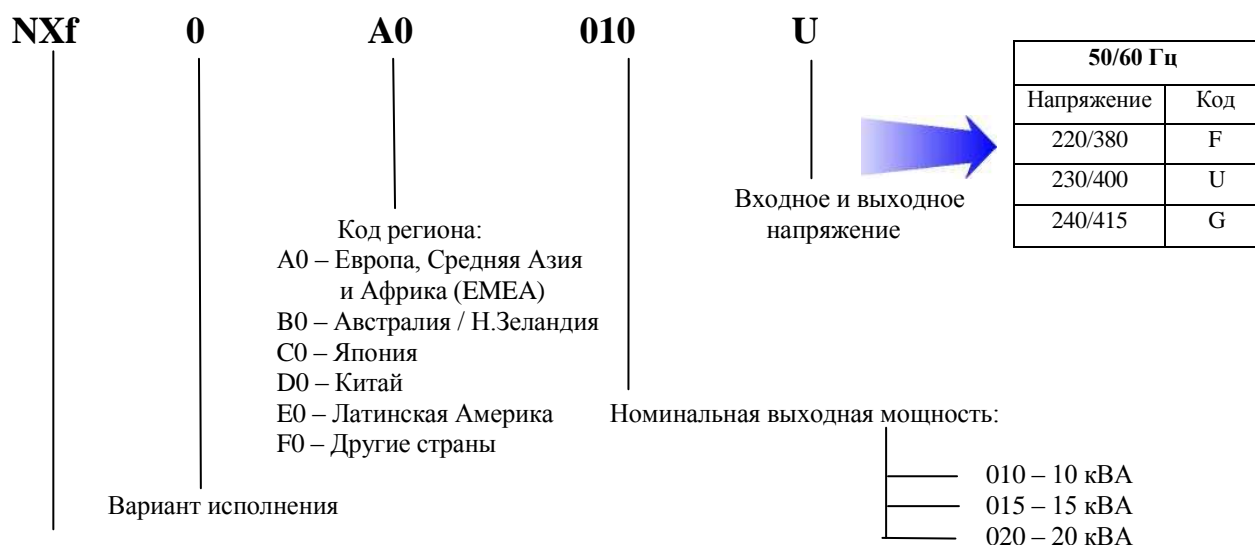 NXf 0 A0 010 U
50/60 Гц
Напряжение Код
220/380 F
230/400 U
240/415 G
Входное и выходное
напряжение
Код региона:
A0 – Европа, Средняя Азия
и Африка (EMEA)
B0 – Австралия / Н.Зеландия
C0 – Япония
D0 – Китай
E0 – Латинская Америка
F0 – Другие страны
Номинальная выходная мощность:
010 – 10 кВА
015 – 15 кВА
020 – 20 кВА
Вариант исполнения